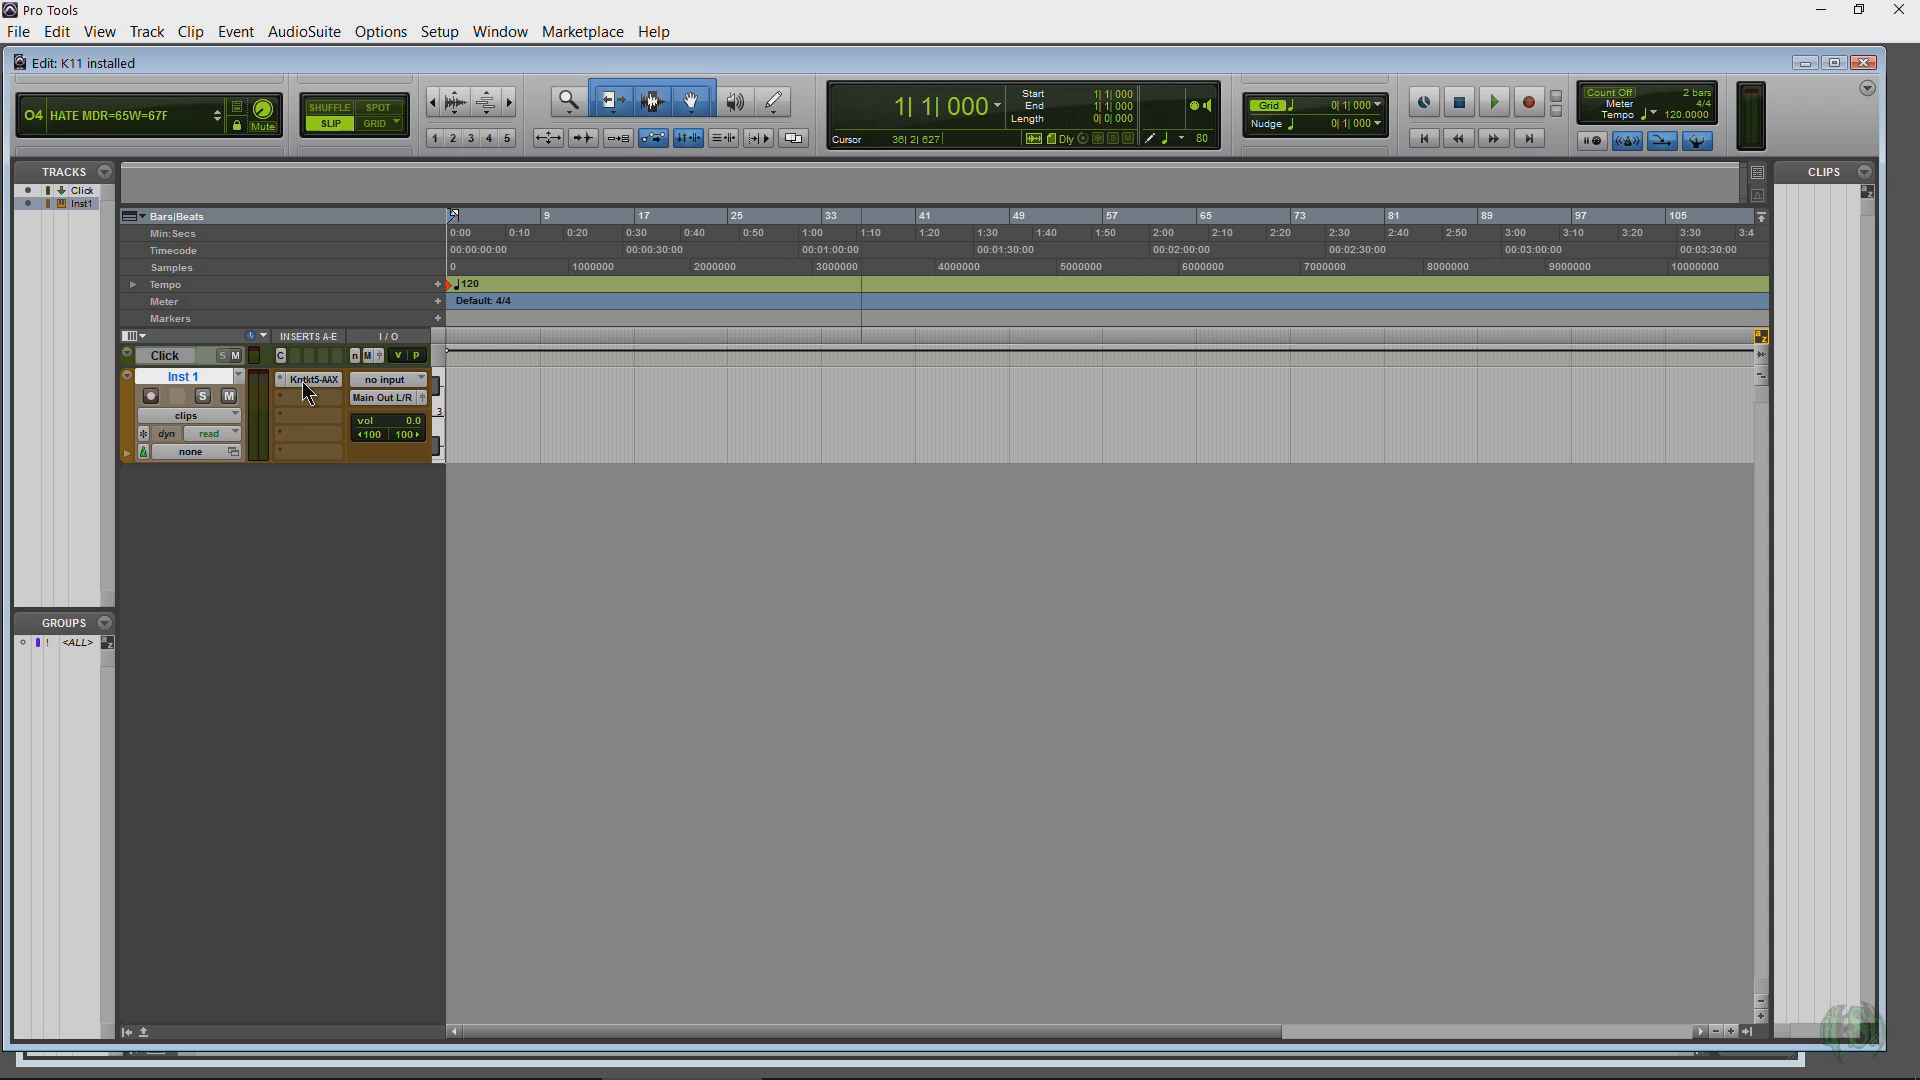 Pro Tools
File Edit View Track Clip Event AudioSuite Options Setup Window Marketplace Help
Edit: K11 installed
04 HATE MDR=65W=67F
Mute
SHUFFLE SPOT
SLIP GRID
1 2 3 4 5
1| 1| 000
Start 1| 1| 000
End 1| 1| 000
Length 0| 0| 000
Cursor 36| 2| 627
Dly
S M
80
Grid 0| 1| 000
Nudge 0| 1| 000
Count Off 2 bars
Meter 4/4
Tempo 120.0000
TRACKS
Click
Inst1
CLIPS
Bars|Beats 9 17 25 33 41 49 57 65 73 81 89 97 105
Min:Secs 0:00 0:10 0:20 0:30 0:40 0:50 1:00 1:10 1:20 1:30 1:40 1:50 2:00 2:10 2:20 2:30 2:40 2:50 3:00 3:10 3:20 3:30 3:4
Timecode 00:00:00:00 00:00:30:00 00:01:00:00 00:01:30:00 00:02:00:00 00:02:30:00 00:03:00:00 00:03:30:00
Samples 0 1000000 2000000 3000000 4000000 5000000 6000000 7000000 8000000 9000000 10000000
Tempo + 120
Meter + Default: 4/4
Markers +
INSERTS A-E I / O
Click S M C n M v p
Inst 1 Kntkt5-AAX no input
S M Main Out L/R
clips vol 0.0
dyn read 100 100
none
3
GROUPS
! <ALL>
a z